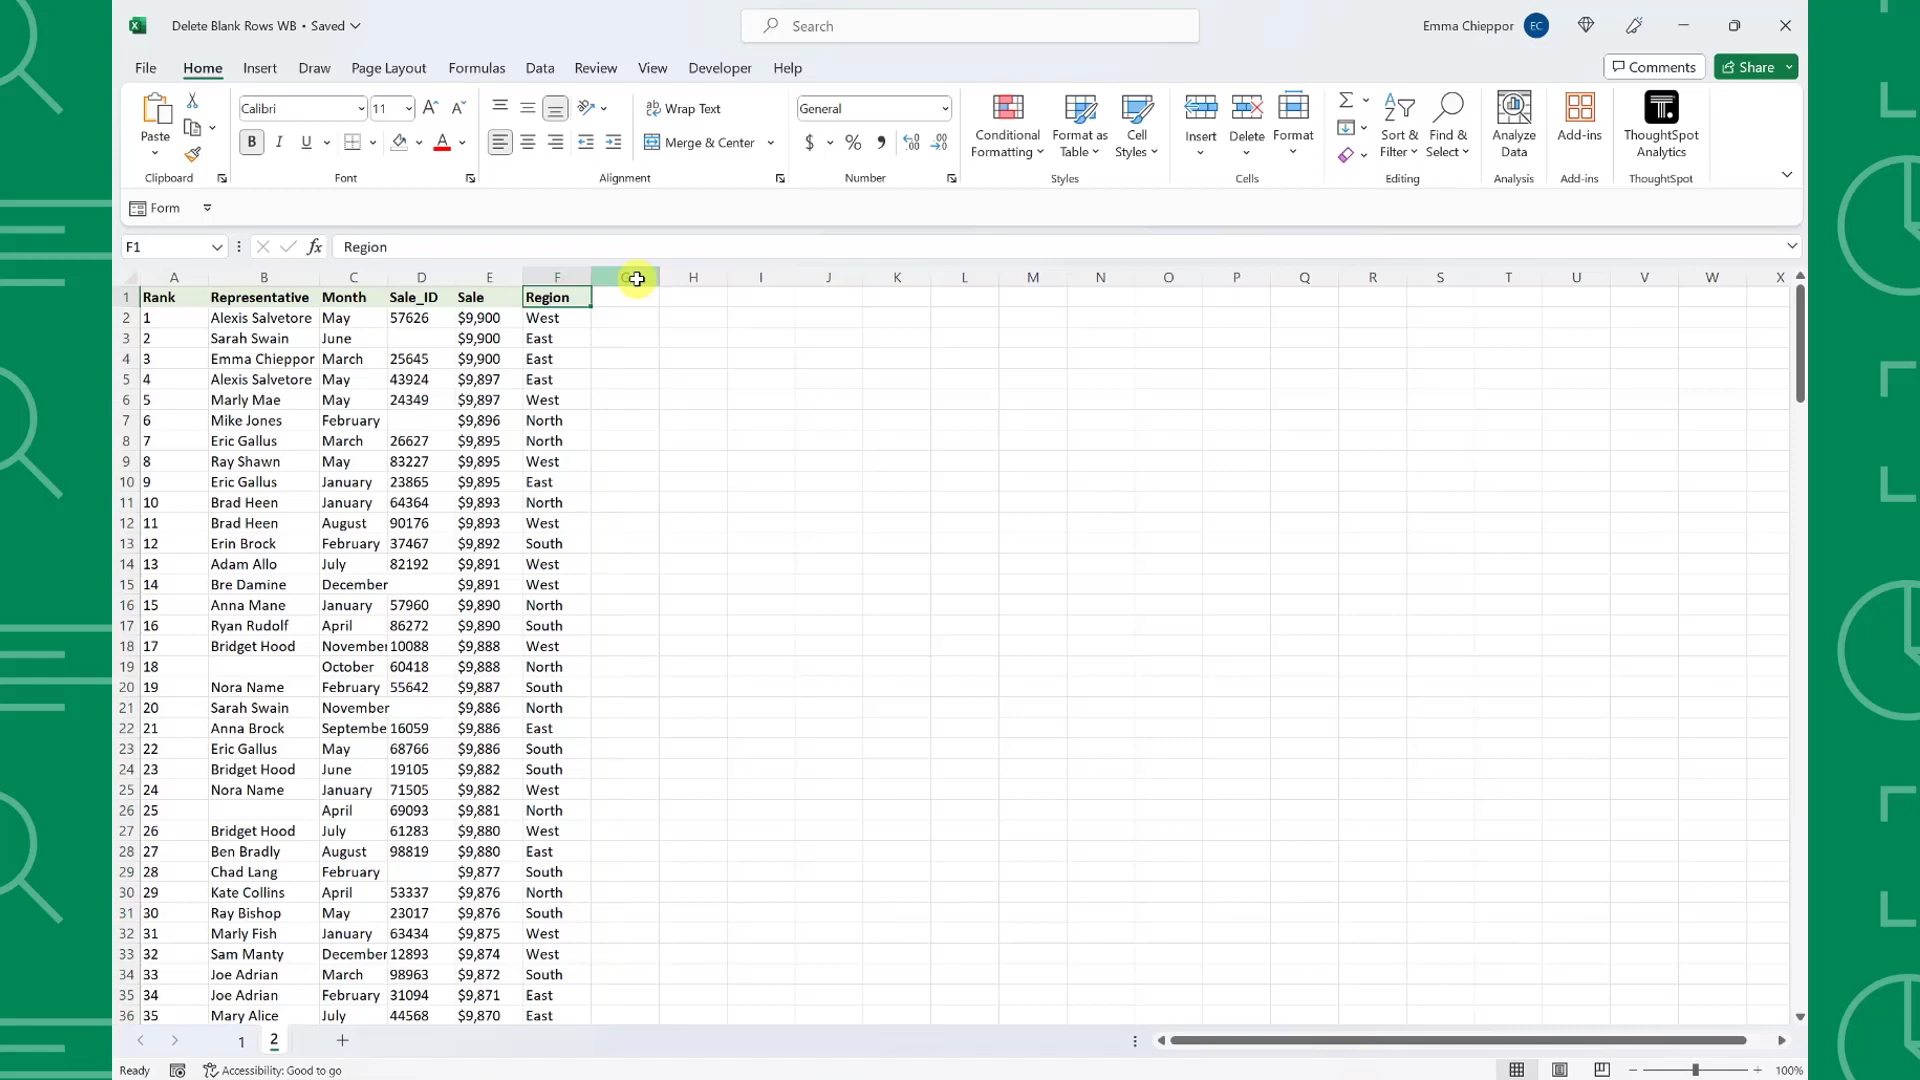 Delete Blank Rows WB • Saved
Search
Emma Chieppor EC
File Home Insert Draw Page Layout Formulas Data Review View Developer Help
Comments Share
Paste
Calibri 11
B I U
Wrap Text
Merge & Center
General
$ % ,
Conditional Formatting
Format as Table
Cell Styles
Insert
Delete
Format
Sort & Filter
Find & Select
Analyze Data
Add-ins
ThoughtSpot Analytics
Clipboard Font Alignment Number Styles Cells Editing Analysis Add-ins ThoughtSpot
Form
F1 fx Region
A B C D E F H I J K L M N O P Q R S T U V W X
1 Rank Representative Month Sale_ID Sale Region
2 1 Alexis Salvetore May 57626 $9,900 West
3 2 Sarah Swain June $9,900 East
4 3 Emma Chieppor March 25645 $9,900 East
5 4 Alexis Salvetore May 43924 $9,897 East
6 5 Marly Mae May 24349 $9,897 West
7 6 Mike Jones February $9,896 North
8 7 Eric Gallus March 26627 $9,895 North
9 8 Ray Shawn May 83227 $9,895 West
10 9 Eric Gallus January 23865 $9,895 East
11 10 Brad Heen January 64364 $9,893 North
12 11 Brad Heen August 90176 $9,893 West
13 12 Erin Brock February 37467 $9,892 South
14 13 Adam Allo July 82192 $9,891 West
15 14 Bre Damine December $9,891 West
16 15 Anna Mane January 57960 $9,890 North
17 16 Ryan Rudolf April 86272 $9,890 South
18 17 Bridget Hood November 10088 $9,888 West
19 18 October 60418 $9,888 North
20 19 Nora Name February 55642 $9,887 South
21 20 Sarah Swain November $9,886 North
22 21 Anna Brock Septembe 16059 $9,886 East
23 22 Eric Gallus May 68766 $9,886 South
24 23 Bridget Hood June 19105 $9,882 South
25 24 Nora Name January 71505 $9,882 West
26 25 April 69093 $9,881 North
27 26 Bridget Hood July 61283 $9,880 West
28 27 Ben Bradly August 98819 $9,880 East
29 28 Chad Lang February $9,877 South
30 29 Kate Collins April 53337 $9,876 North
31 30 Ray Bishop May 23017 $9,876 South
32 31 Marly Fish January 63434 $9,875 West
33 32 Sam Manty December 12893 $9,874 West
34 33 Joe Adrian March 98963 $9,872 South
35 34 Joe Adrian February 31094 $9,871 East
36 35 Mary Alice July 44568 $9,870 East
1 2
Ready Accessibility: Good to go 100%